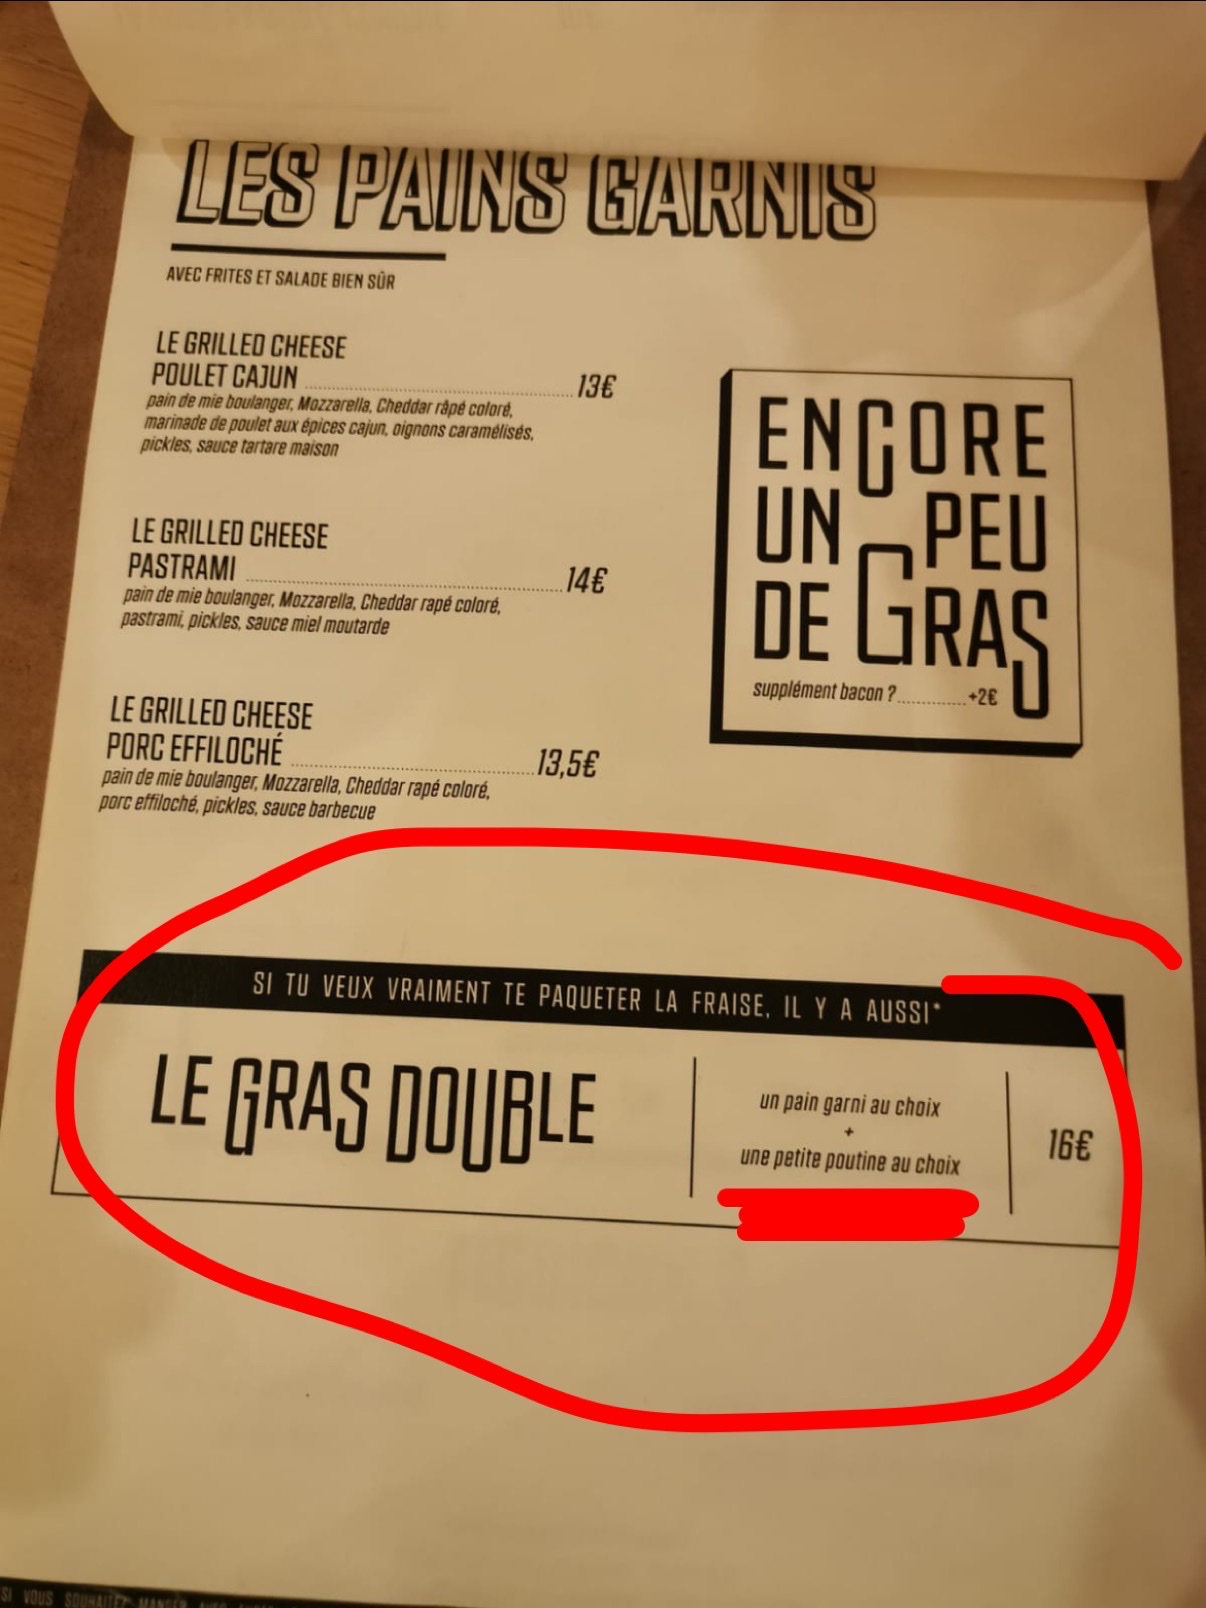 LES PAINS GARNIS
AVEC FRITES ET SALADE BIEN SÛR
LE GRILLED CHEESE
POULET CAJUN ........ 13€
pain de mie boulanger, Mozzarella, Cheddar râpé coloré,
marinade de poulet aux épices cajun, oignons caramélisés,
pickles, sauce tartare maison
LE GRILLED CHEESE
PASTRAMI ........ 14€
pain de mie boulanger, Mozzarella, Cheddar rapé coloré,
pastrami, pickles, sauce miel moutarde
LE GRILLED CHEESE
PORC EFFILOCHÉ ........ 13,5€
pain de mie boulanger, Mozzarella, Cheddar rapé coloré,
porc effiloché, pickles, sauce barbecue
ENCORE
UN PEU
DE GRAS
supplément bacon ? ........ +2€
SI TU VEUX VRAIMENT TE PAQUETER LA FRAISE, IL Y A AUSSI*
LE GRAS DOUBLE
un pain garni au choix
+
une petite poutine au choix
16€
SI VOUS SOUHAITEZ MANGER AVEC